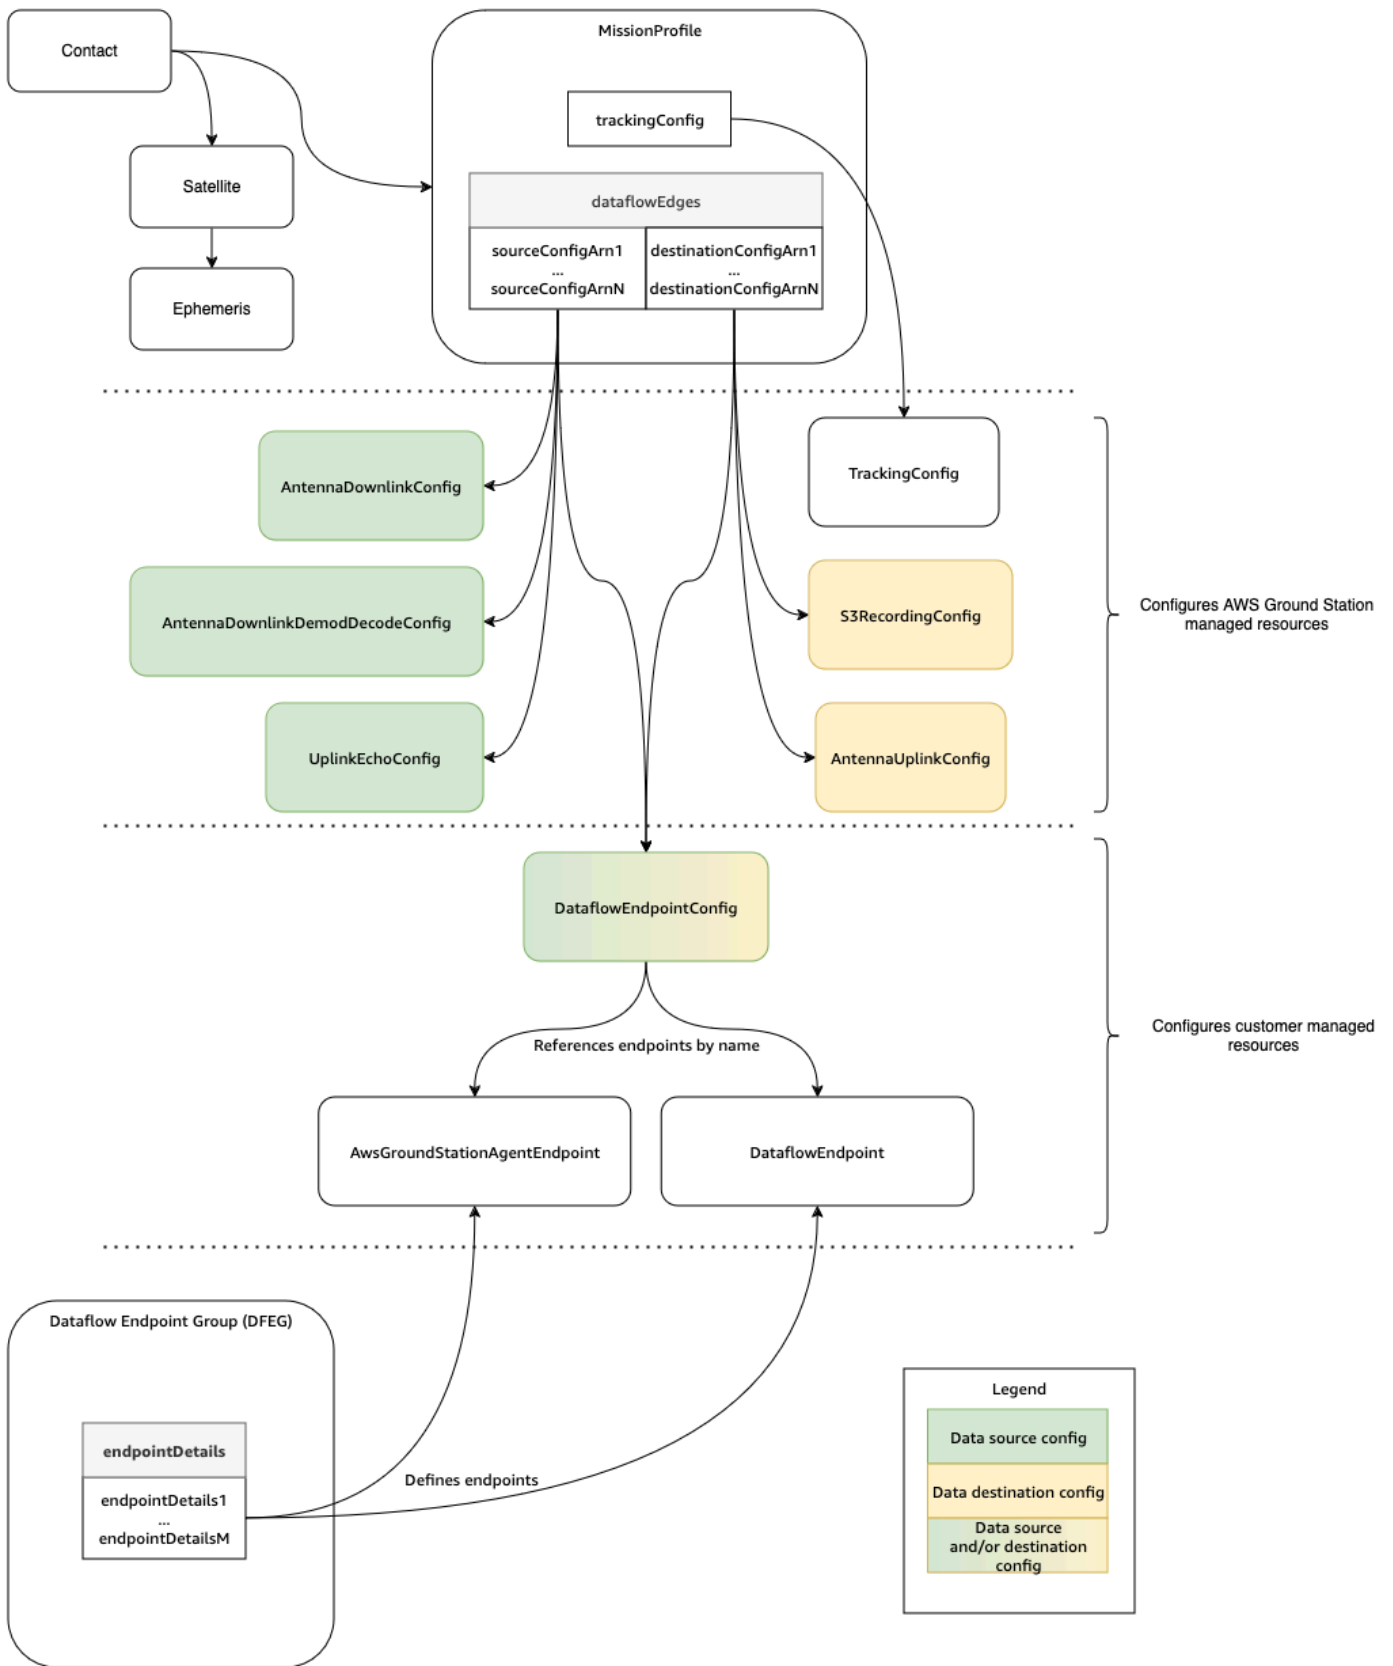 Contact
MissionProfile
trackingConfig
Satellite
dataflowEdges
sourceConfigArn1
...
sourceConfigArnN
destinationConfigArn1
...
destinationConfigArnN
Ephemeris
AntennaDownlinkConfig
TrackingConfig
AntennaDownlinkDemodDecodeConfig
S3RecordingConfig
Configures AWS Ground Station
managed resources
UplinkEchoConfig
AntennaUplinkConfig
DataflowEndpointConfig
References endpoints by name
Configures customer managed
resources
AwsGroundStationAgentEndpoint
DataflowEndpoint
Dataflow Endpoint Group (DFEG)
endpointDetails
endpointDetails1
...
endpointDetailsM
Defines endpoints
Legend
Data source config
Data destination config
Data source
and/or destination
config